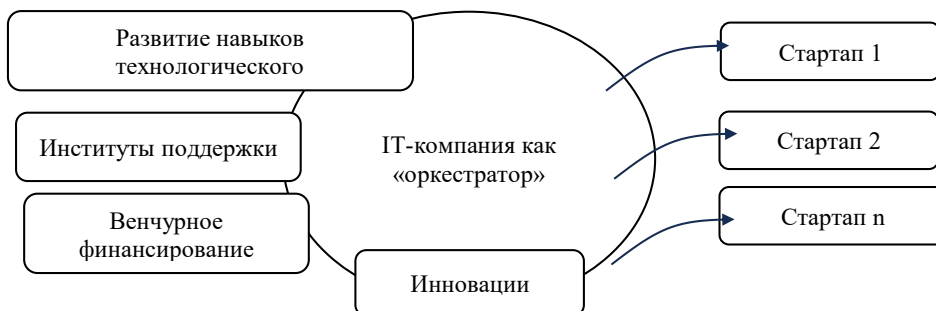 Развитие навыков
технологического
Институты поддержки
Венчурное
финансирование
IT-компания как
«оркестратор»
Инновации
Стартап 1
Стартап 2
Стартап n